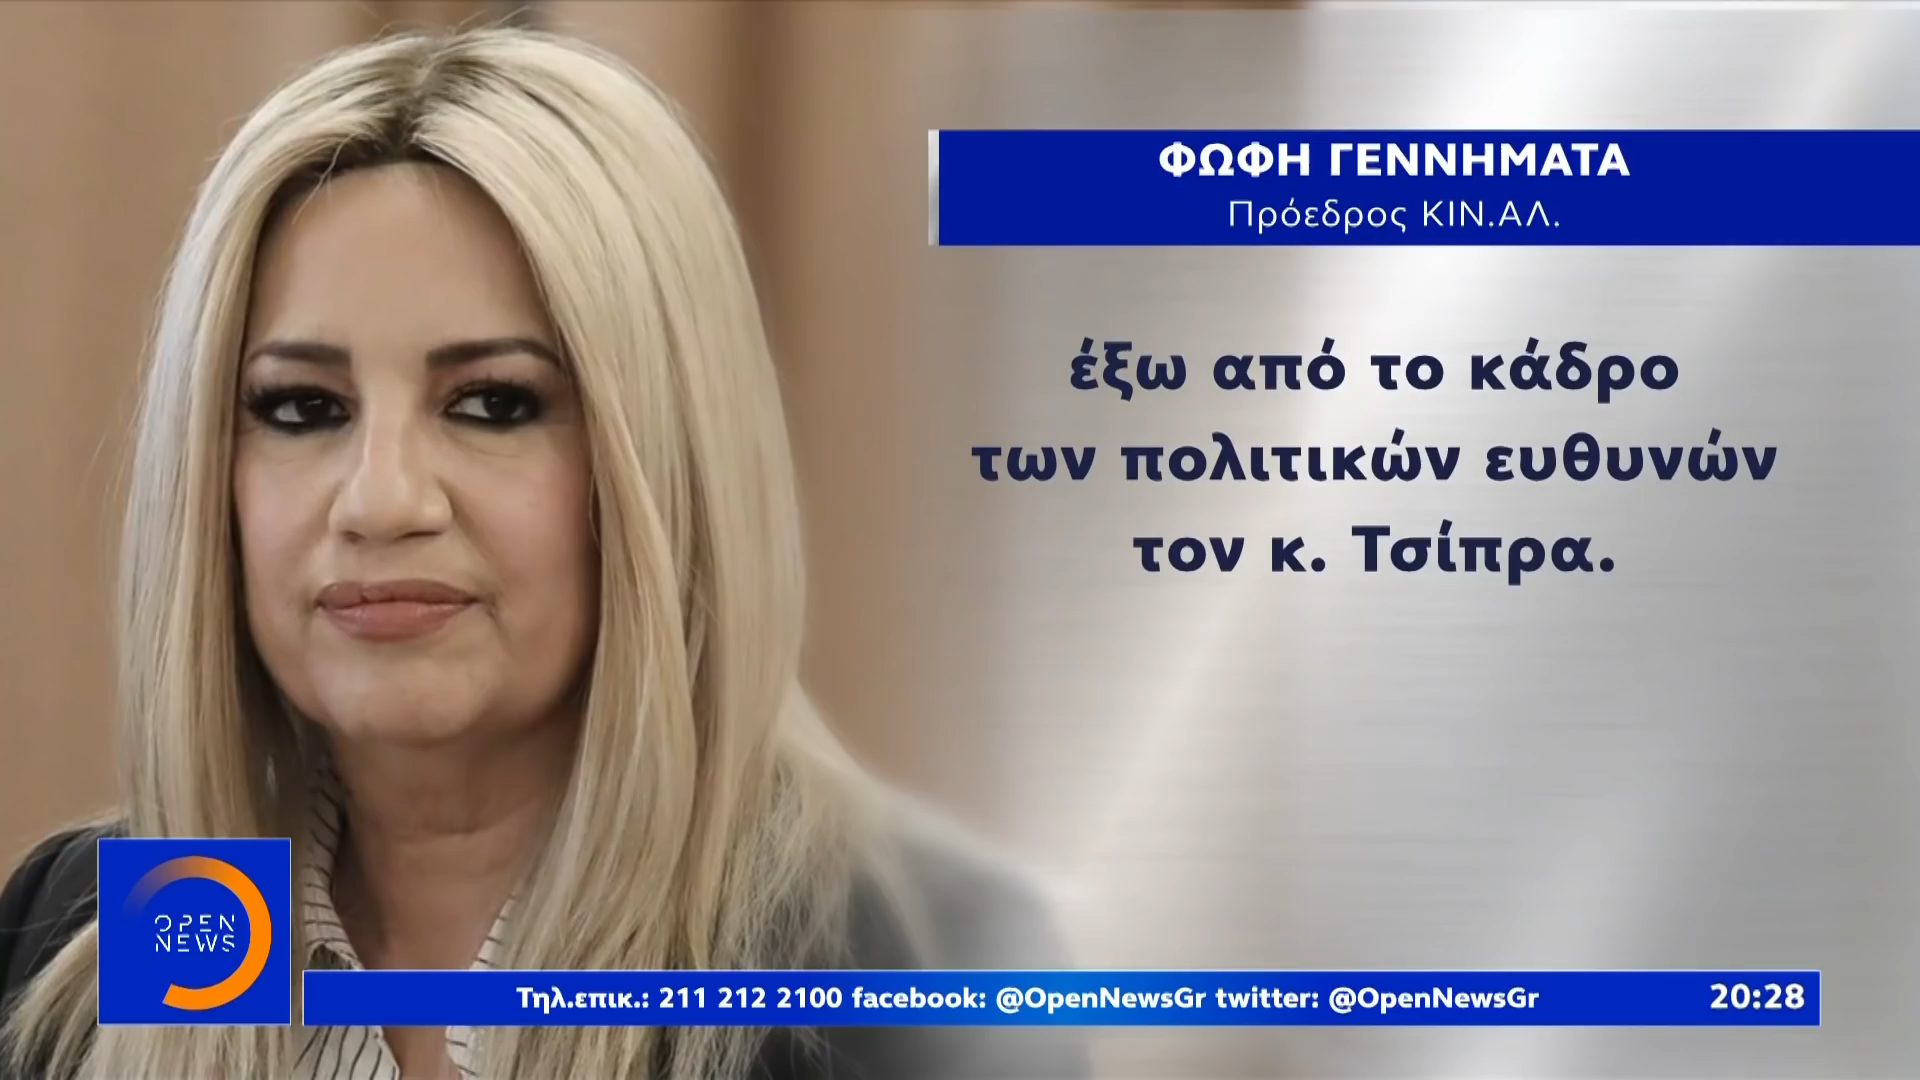 ΦΩΦΗ ΓΕΝΝΗΜΑΤΑ
Πρόεδρος ΚΙΝ.ΑΛ.
έξω από το κάδρο
των πολιτικών ευθυνών
τον κ. Τσίπρα.
OPEN
NEWS
Τηλ.επικ.: 211 212 2100 facebook: @OpenNewsGr twitter: @OpenNewsGr
20:28